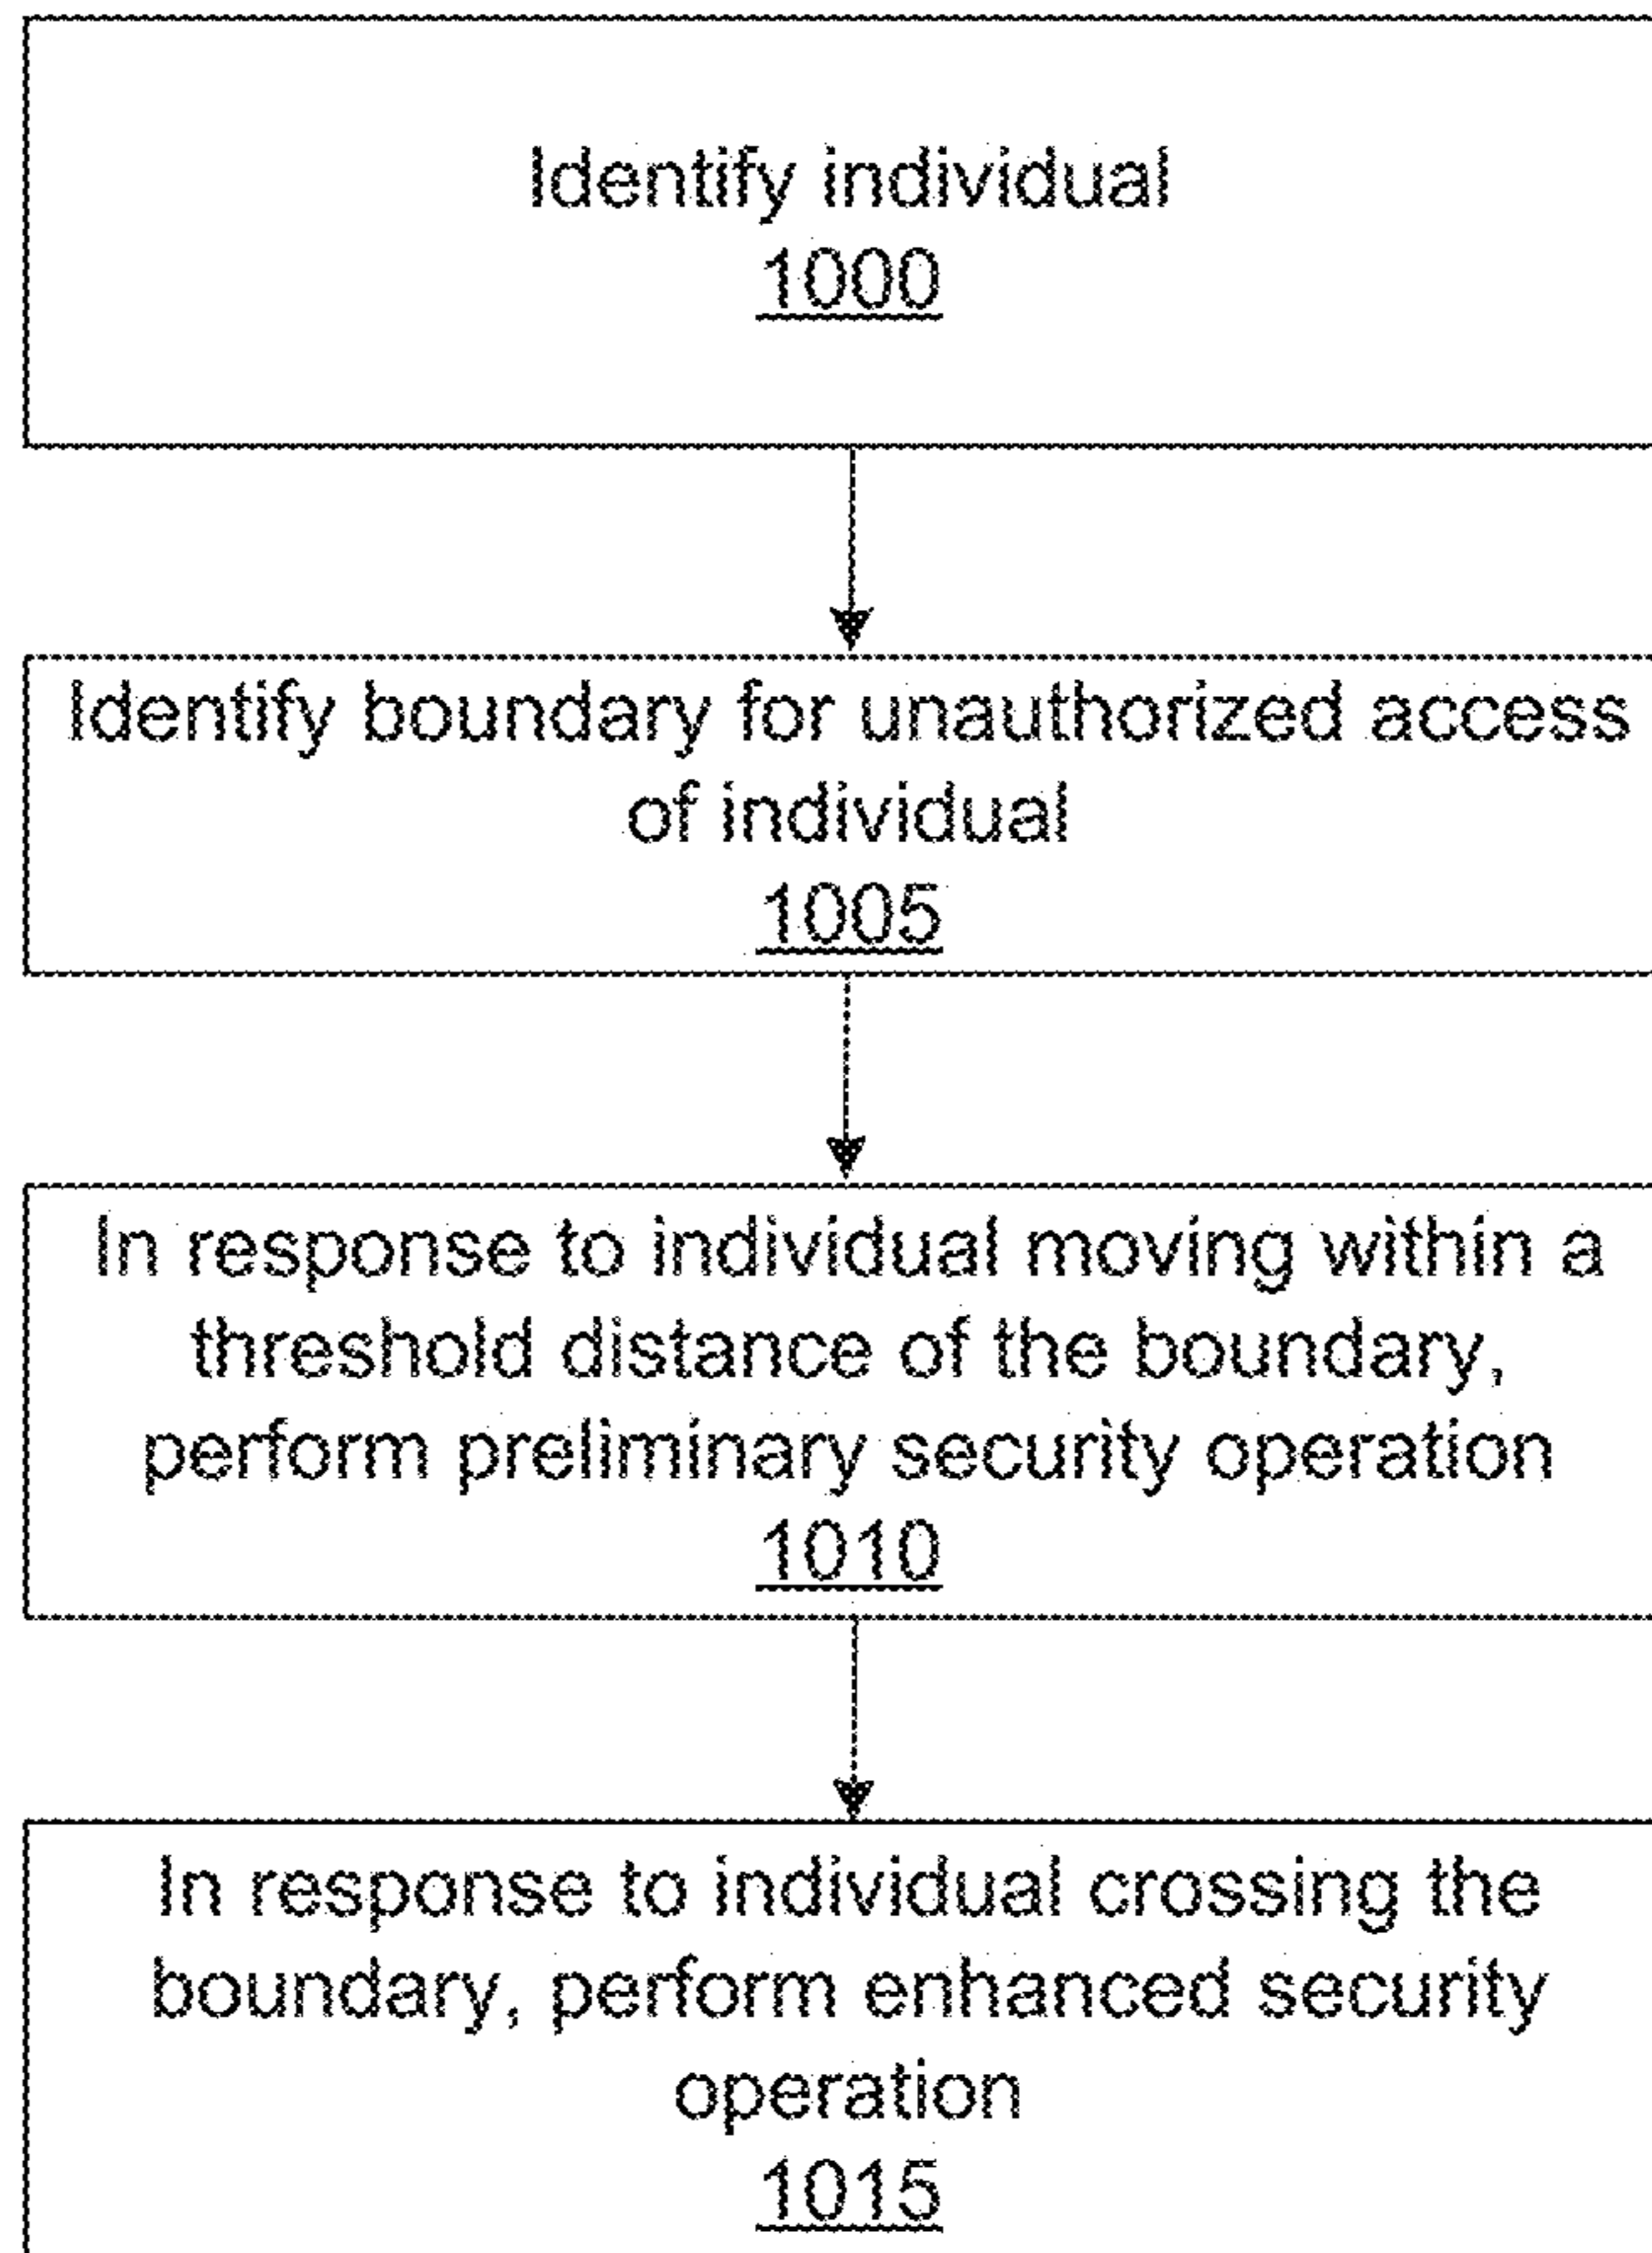 Identify individual
1000
Identify boundary for unauthorized access
of individual
1005
In response to individual moving within a
threshold distance of the boundary,
perform preliminary security operation
1010
In response to individual crossing the
boundary, perform enhanced security
operation
1015